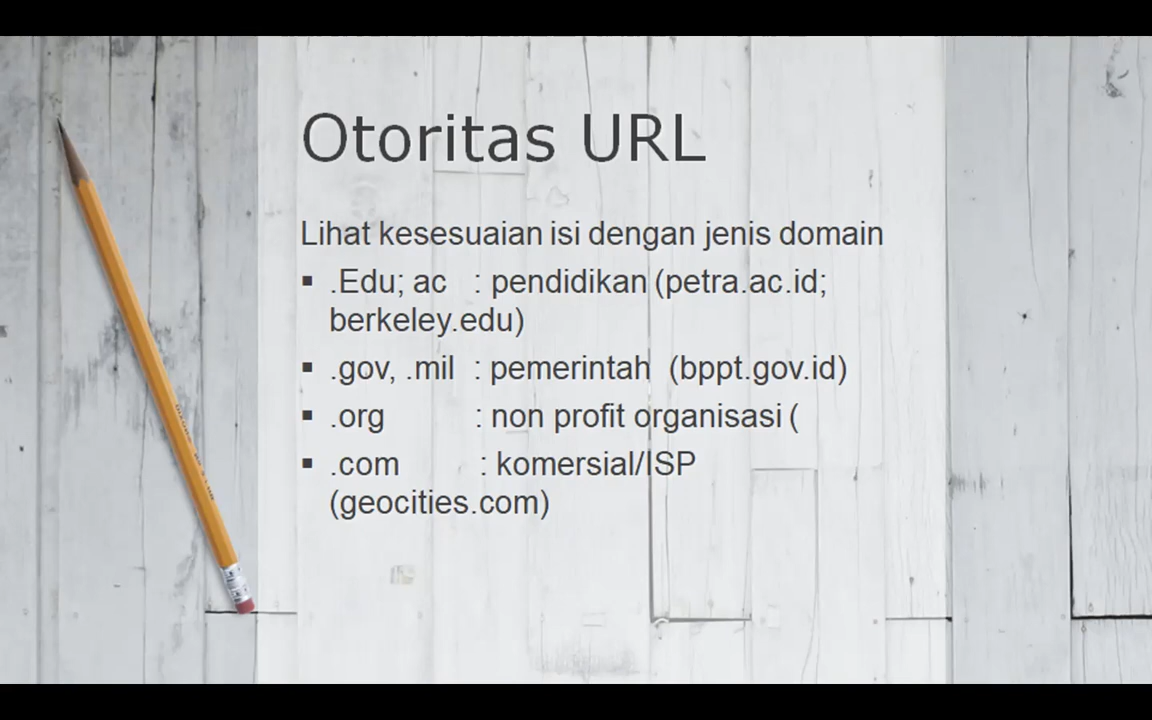 Otoritas URL
Lihat kesesuaian isi dengan jenis domain
▪ .Edu; ac : pendidikan (petra.ac.id;
berkeley.edu)
▪ .gov, .mil : pemerintah (bppt.gov.id)
▪ .org : non profit organisasi (
▪ .com : komersial/ISP
(geocities.com)